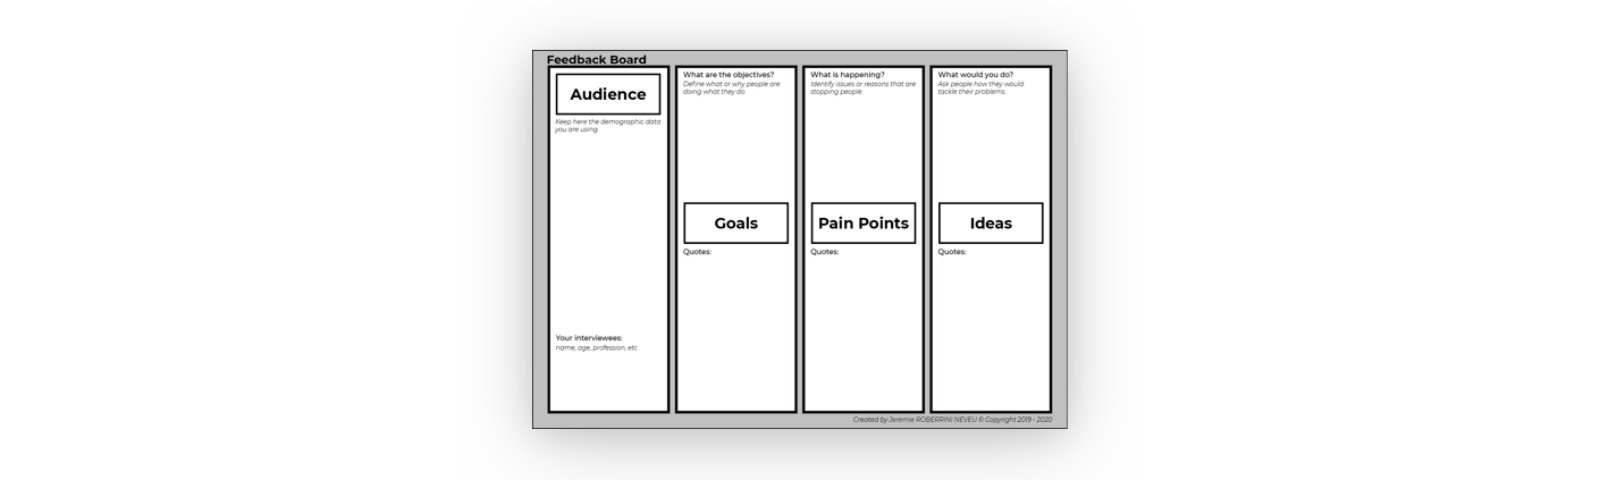 Feedback Board
Audience
Keep here the demographic data
you are using.
Your interviewees:
name, age, profession, etc
What are the objectives?
Define what or why people are
doing what they do.
Goals
Quotes:
What is happening?
Identify issues or reasons that are
stopping people.
Pain Points
Quotes:
What would you do?
Ask people how they would
tackle their problems.
Ideas
Quotes:
Created by Jeremie ROBERRINI NEVEU © Copyright 2019 - 2020